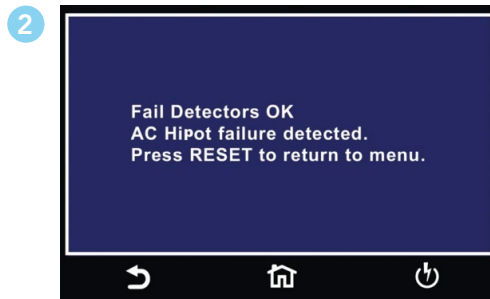 2
Fail Detectors OK
AC HiPot failure detected.
Press RESET to return to menu.